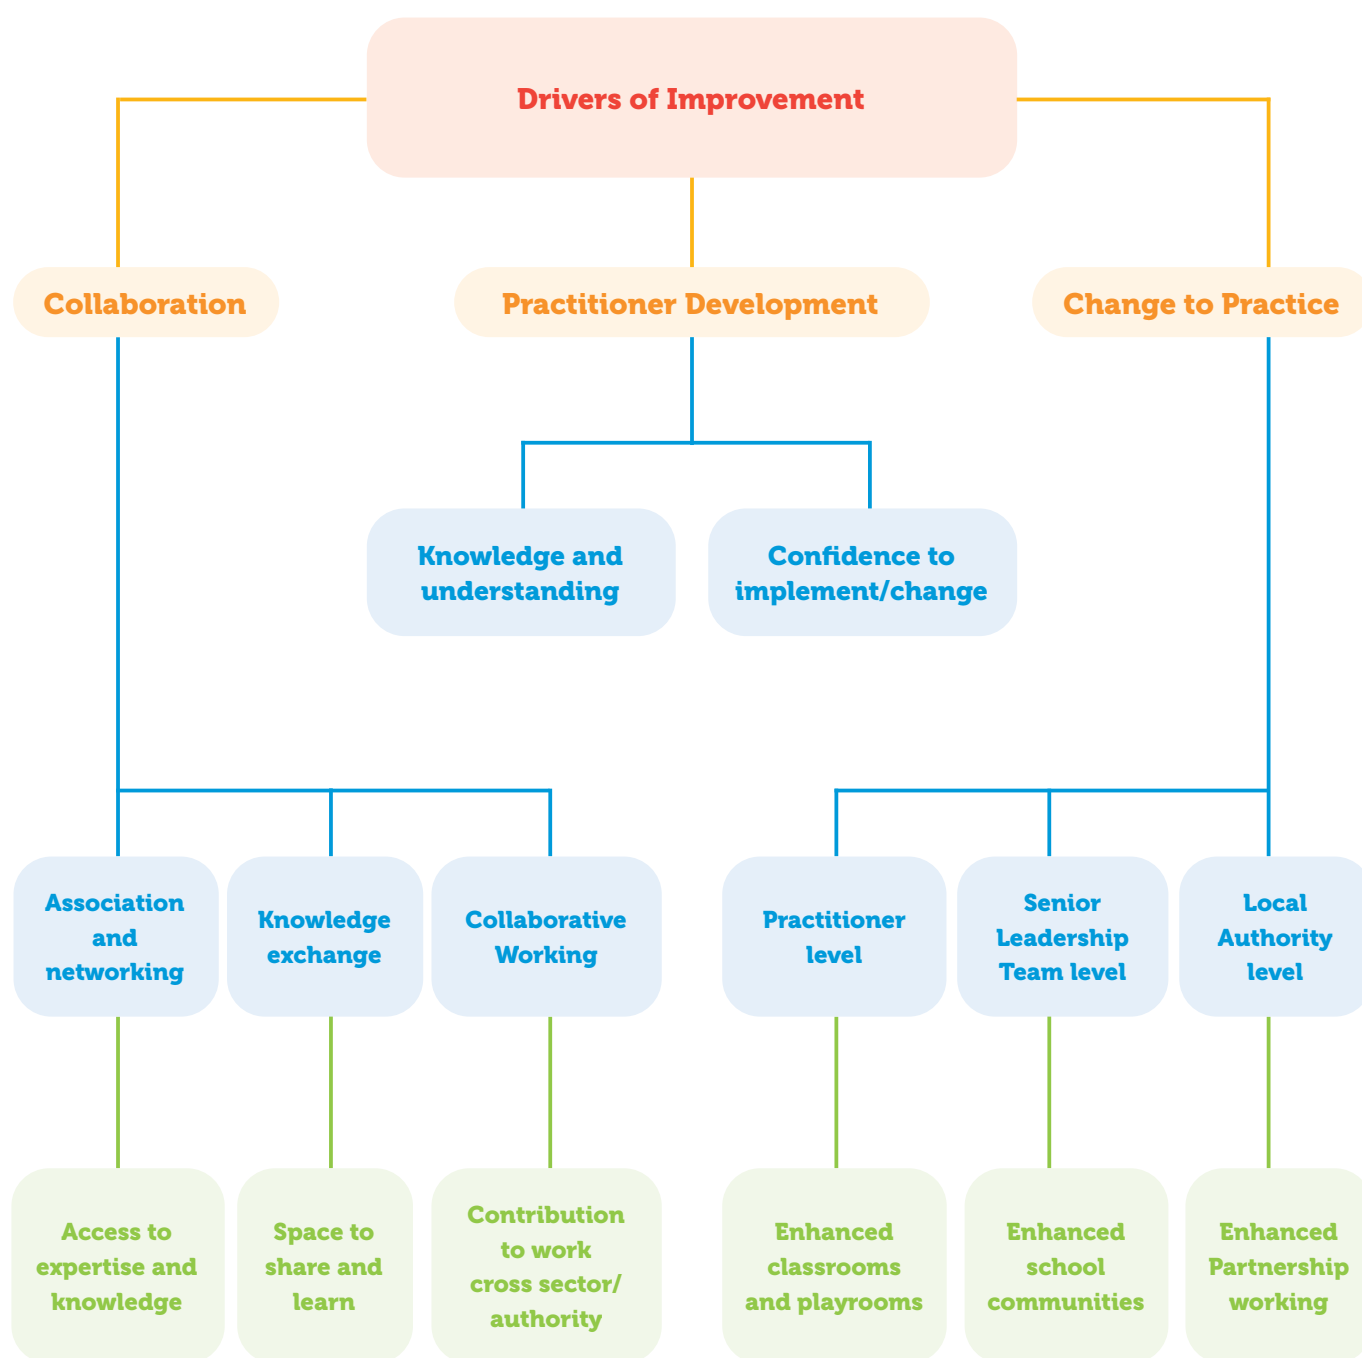 Drivers of Improvement
Collaboration
Practitioner Development
Change to Practice
Knowledge and
understanding
Confidence to
implement/change
Association
and
networking
Knowledge
exchange
Collaborative
Working
Practitioner
level
Senior
Leadership
Team level
Local
Authority
level
Access to
expertise and
knowledge
Space to
share and
learn
Contribution
to work
cross sector/
authority
Enhanced
classrooms
and playrooms
Enhanced
school
communities
Enhanced
Partnership
working